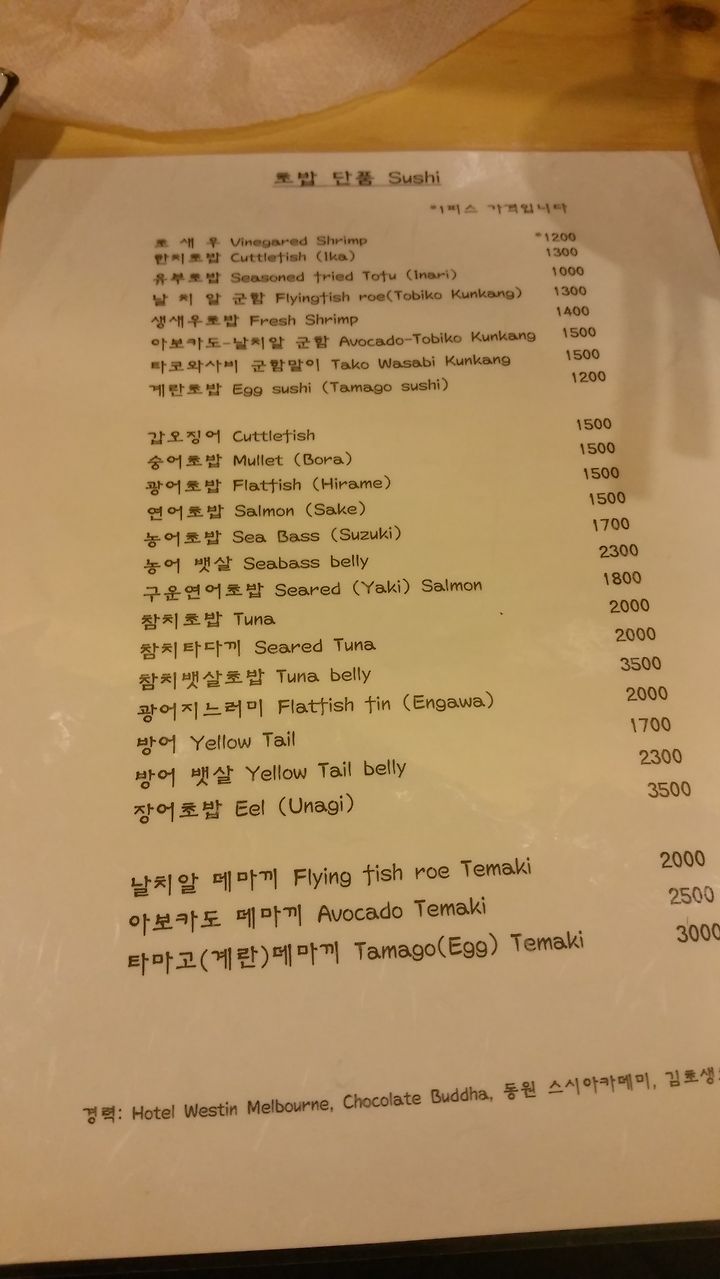 초밥 단품 Sushi
*1피스 가격입니다
초 새 우 Vinegared Shrimp *1200
한치초밥 Cuttlefish (Ika) 1300
유부초밥 Seasoned fried Tofu (Inari) 1000
날 치 알 군함 Flyingfish roe(Tobiko Kunkang) 1300
생새우초밥 Fresh Shrimp 1400
아보카도-날치알 군함 Avocado-Tobiko Kunkang 1500
타코와사비 군함말이 Tako Wasabi Kunkang 1500
계란초밥 Egg sushi (Tamago sushi) 1200
갑오징어 Cuttlefish 1500
숭어초밥 Mullet (Bora) 1500
광어초밥 Flatfish (Hirame) 1500
연어초밥 Salmon (Sake) 1500
농어초밥 Sea Bass (Suzuki) 1700
농어 뱃살 Seabass belly 2300
구운연어초밥 Seared (Yaki) Salmon 1800
참치초밥 Tuna 2000
참치타다끼 Seared Tuna 2000
참치뱃살초밥 Tuna belly 3500
광어지느러미 Flatfish fin (Engawa) 2000
방어 Yellow Tail 1700
방어 뱃살 Yellow Tail belly 2300
장어초밥 Eel (Unagi) 3500
날치알 데마끼 Flying fish roe Temaki 2000
아보카도 데마끼 Avocado Temaki 2500
타마고(계란)데마끼 Tamago(Egg) Temaki 3000
경력: Hotel Westin Melbourne, Chocolate Buddha, 동원 스시아카데미,